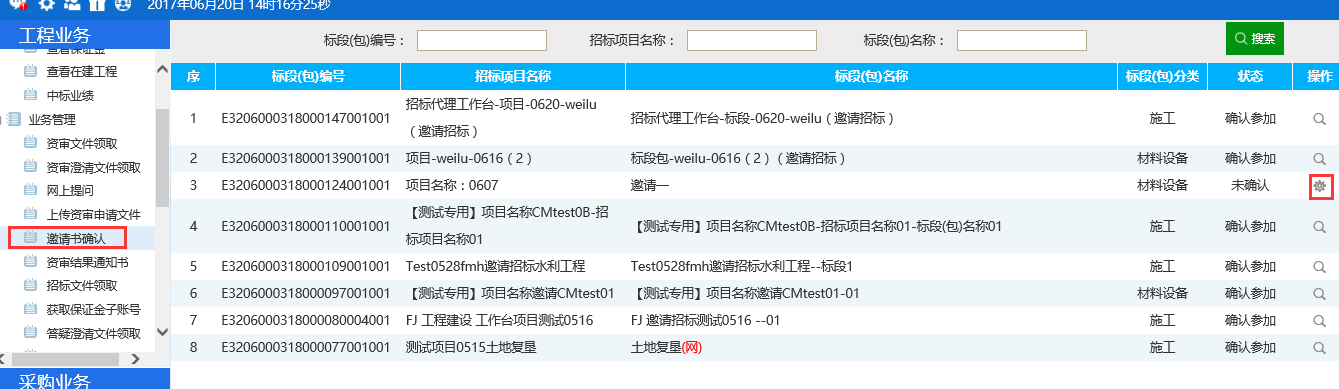 2017年06月20日 14时16分25秒
工程业务
查看保证金
查看在建工程
中标业绩
业务管理
资审文件领取
资审澄清文件领取
网上提问
上传资审申请文件
邀请书确认
资审结果通知书
招标文件领取
获取保证金子账号
答疑澄清文件领取
采购业务
标段(包)编号： 招标项目名称： 标段(包)名称： 搜索
序 标段(包)编号 招标项目名称 标段(包)名称 标段(包)分类 状态 操作
1 E3206000318000147001001 招标代理工作台-项目-0620-weilu（邀请招标） 招标代理工作台-标段-0620-weilu（邀请招标） 施工 确认参加
2 E3206000318000139001001 项目-weilu-0616（2） 标段包-weilu-0616（2）（邀请招标） 材料设备 确认参加
3 E3206000318000124001001 项目名称：0607 邀请一 材料设备 未确认
4 E3206000318000110001001 【测试专用】项目名称CMtest0B-招标项目名称01 【测试专用】项目名称CMtest0B-招标项目名称01-标段(包)名称01 施工 确认参加
5 E3206000318000109001001 Test0528fmh邀请招标水利工程 Test0528fmh邀请招标水利工程--标段1 施工 确认参加
6 E3206000318000097001001 【测试专用】项目名称邀请CMtest01 【测试专用】项目名称邀请CMtest01-01 材料设备 确认参加
7 E3206000318000080004001 FJ 工程建设 工作台项目测试0516 FJ 邀请招标测试0516 --01 施工 确认参加
8 E3206000318000077001001 测试项目0515土地复垦 土地复垦(网) 施工 确认参加